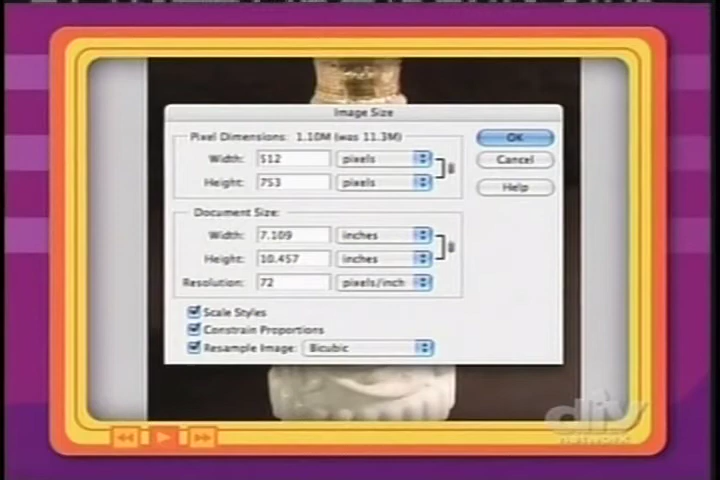 Image Size
Pixel Dimensions: 1.10M (was 11.3M)
OK
Width: 512 pixels
Cancel
Height: 753 pixels
Help
Document Size:
Width: 7.109 inches
Height: 10.457 inches
Resolution: 72 pixels/inch
Scale Styles
Constrain Proportions
Resample Image: Bicubic
diy
network